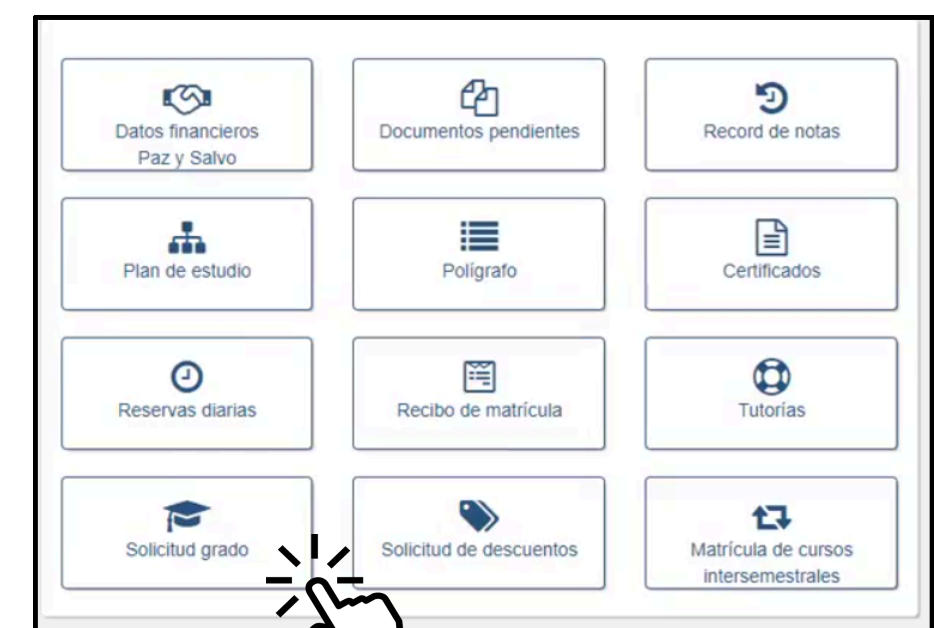 Datos financieros
Paz y Salvo
Documentos pendientes
Record de notas
Plan de estudio
Polígrafo
Certificados
Reservas diarias
Recibo de matrícula
Tutorías
Solicitud grado
Solicitud de descuentos
Matrícula de cursos
intersemestrales